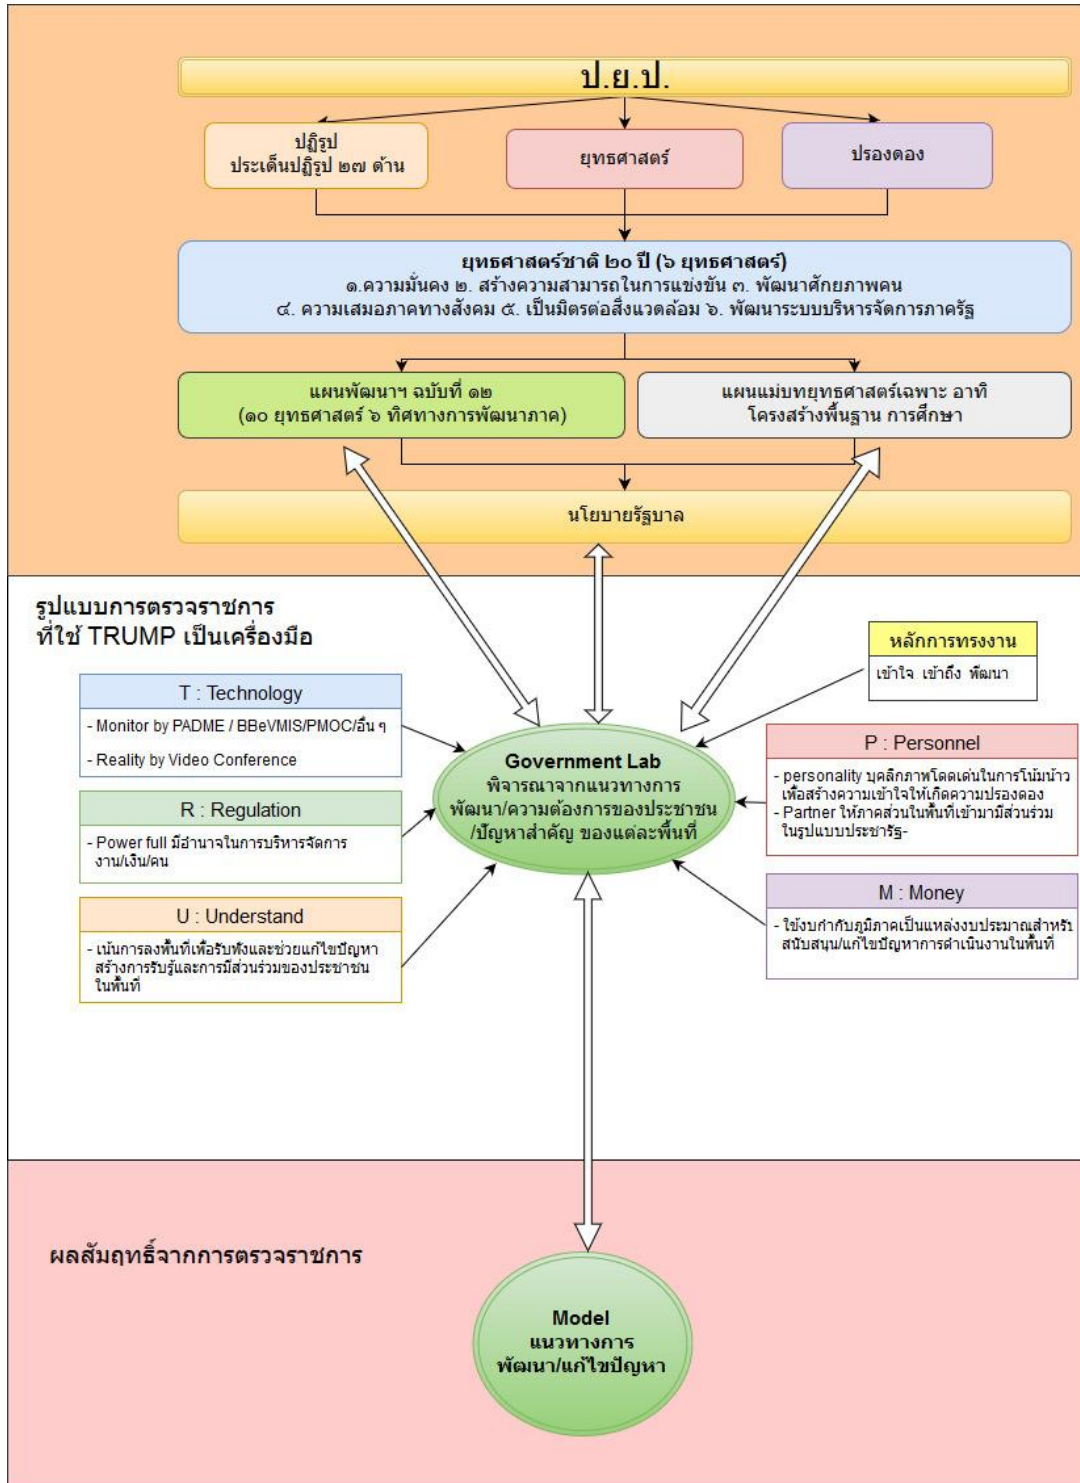 ป.ย.ป.
ปฏิรูป
ประเด็นปฏิรูป ๒๗ ด้าน
ยุทธศาสตร์
ปรองดอง
ยุทธศาสตร์ชาติ ๒๐ ปี (๖ ยุทธศาสตร์)
๑.ความมั่นคง ๒. สร้างความสามารถในการแข่งขัน ๓. พัฒนาศักยภาพคน
๔. ความเสมอภาคทางสังคม ๕. เป็นมิตรต่อสิ่งแวดล้อม ๖. พัฒนาระบบบริหารจัดการภาครัฐ
แผนพัฒนาฯ ฉบับที่ ๑๒
(๑๐ ยุทธศาสตร์ ๖ ทิศทางการพัฒนาภาค)
แผนแม่บทยุทธศาสตร์เฉพาะ อาทิ
โครงสร้างพื้นฐาน การศึกษา
นโยบายรัฐบาล
รูปแบบการตรวจราชการ
ที่ใช้ TRUMP เป็นเครื่องมือ
หลักการทรงงาน
เข้าใจ เข้าถึง พัฒนา
T : Technology
- Monitor by PADME / BBeVMIS/PMOC/อื่น ๆ
- Reality by Video Conference
R : Regulation
- Power full มีอำนาจในการบริหารจัดการ
งาน/เงิน/คน
U : Understand
- เน้นการลงพื้นที่เพื่อรับฟังและช่วยแก้ไขปัญหา
สร้างการรับรู้และการมีส่วนร่วมของประชาชน
ในพื้นที่
Government Lab
พิจารณาจากแนวทางการ
พัฒนา/ความต้องการของประชาชน
/ปัญหาสำคัญ ของแต่ละพื้นที่
P : Personnel
- personality บุคลิกภาพโดดเด่นในการโน้มน้าว
เพื่อสร้างความเข้าใจให้เกิดความปรองดอง
- Partner ให้ภาคส่วนในพื้นที่เข้ามามีส่วนร่วม
ในรูปแบบประชารัฐ-
M : Money
- ใช้งบกำกับภูมิภาคเป็นแหล่งงบประมาณสำหรับ
สนับสนุน/แก้ไขปัญหาการดำเนินงานในพื้นที่
ผลสัมฤทธิ์จากการตรวจราชการ
Model
แนวทางการ
พัฒนา/แก้ไขปัญหา